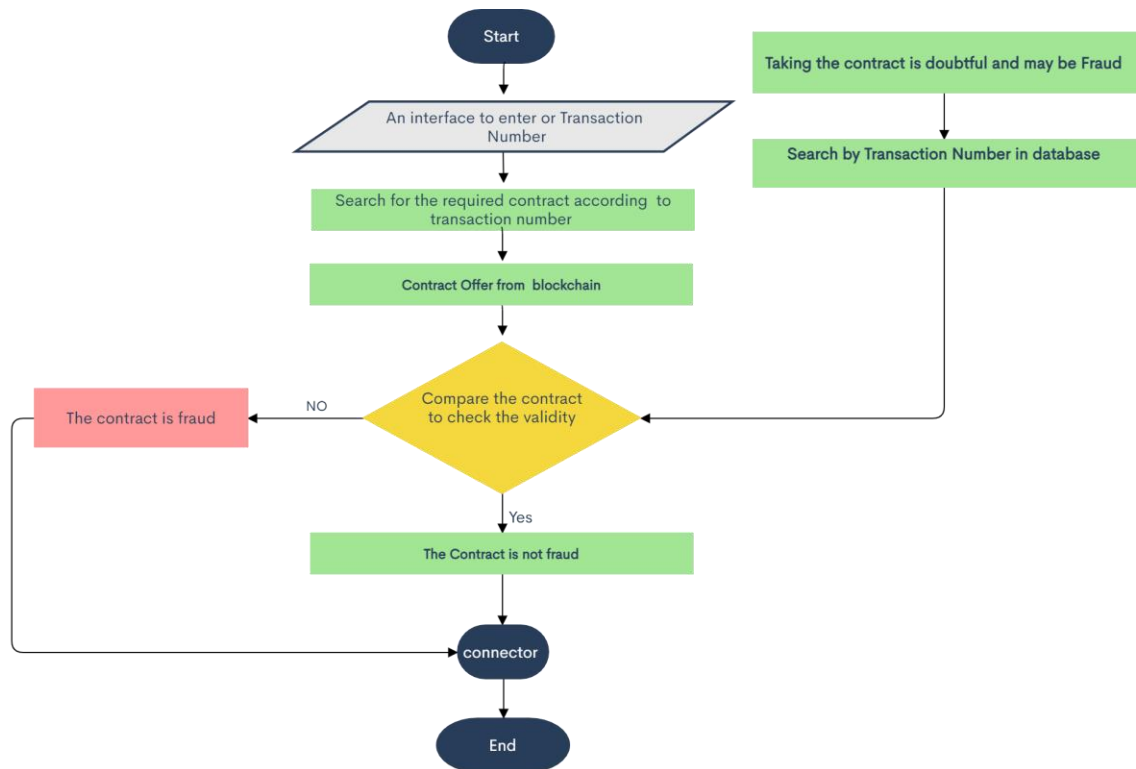 Start
An interface to enter or Transaction
Number
Search for the required contract according to
transaction number
Contract Offer from blockchain
Compare the contract
to check the validity
NO
The contract is fraud
Yes
The Contract is not fraud
connector
End
Taking the contract is doubtful and may be Fraud
Search by Transaction Number in database